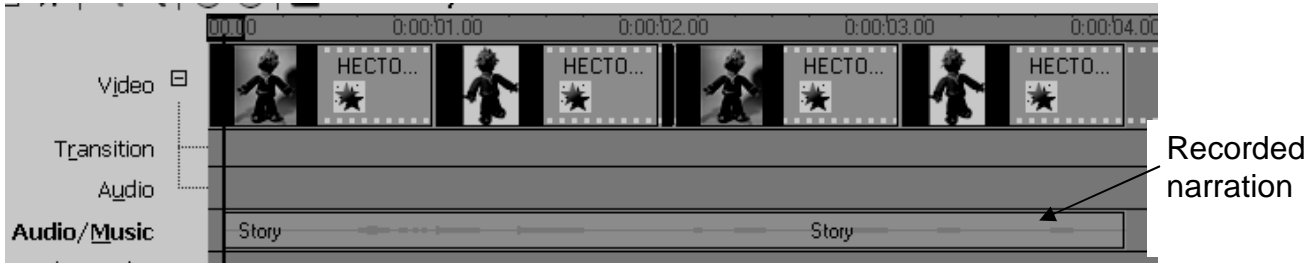 00.00 0:00:01.00 0:00:02.00 0:00:03.00 0:00:04.00
Video HECTO... HECTO... HECTO... HECTO...
Transition
Audio
Audio/Music Story Story
Recorded
narration